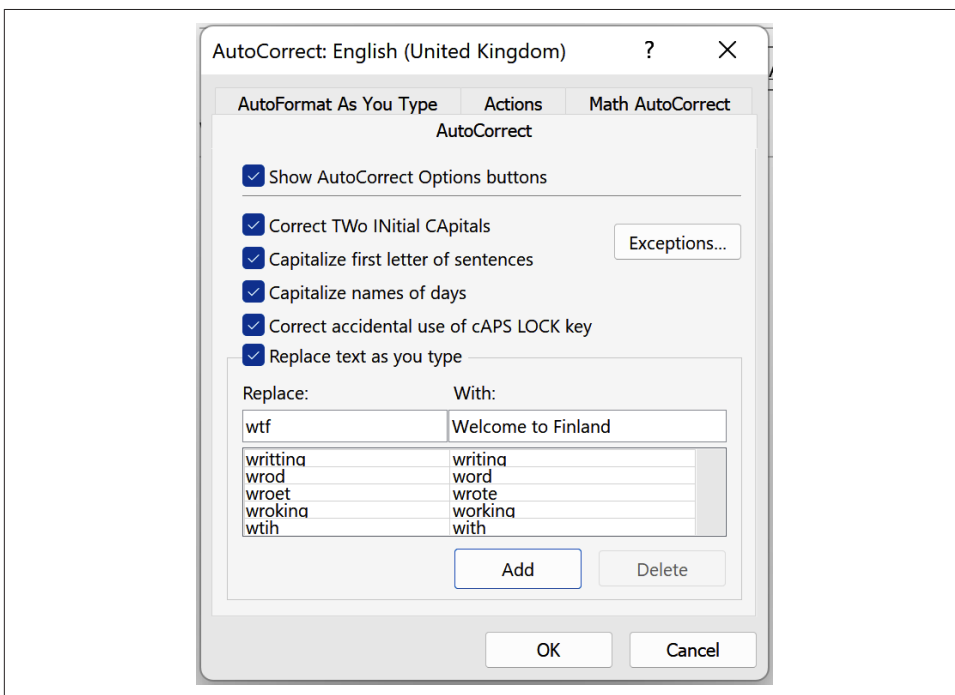 AutoCorrect: English (United Kingdom) ? ×
AutoFormat As You Type Actions Math AutoCorrect
AutoCorrect
Show AutoCorrect Options buttons
Correct TWo INitial CApitals
Exceptions...
Capitalize first letter of sentences
Capitalize names of days
Correct accidental use of cAPS LOCK key
Replace text as you type
Replace: With:
wtf Welcome to Finland
writting writing
wrod word
wroet wrote
wroking working
wtih with
Add Delete
OK Cancel